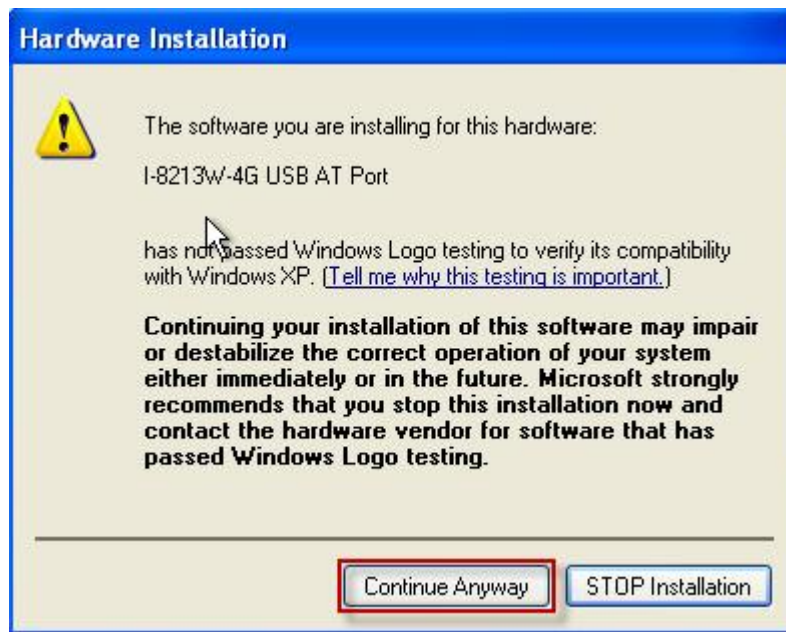 Hardware Installation
The software you are installing for this hardware:
I-8213W-4G USB AT Port
has not passed Windows Logo testing to verify its compatibility
with Windows XP. (Tell me why this testing is important.)
Continuing your installation of this software may impair
or destabilize the correct operation of your system
either immediately or in the future. Microsoft strongly
recommends that you stop this installation now and
contact the hardware vendor for software that has
passed Windows Logo testing.
Continue Anyway
STOP Installation